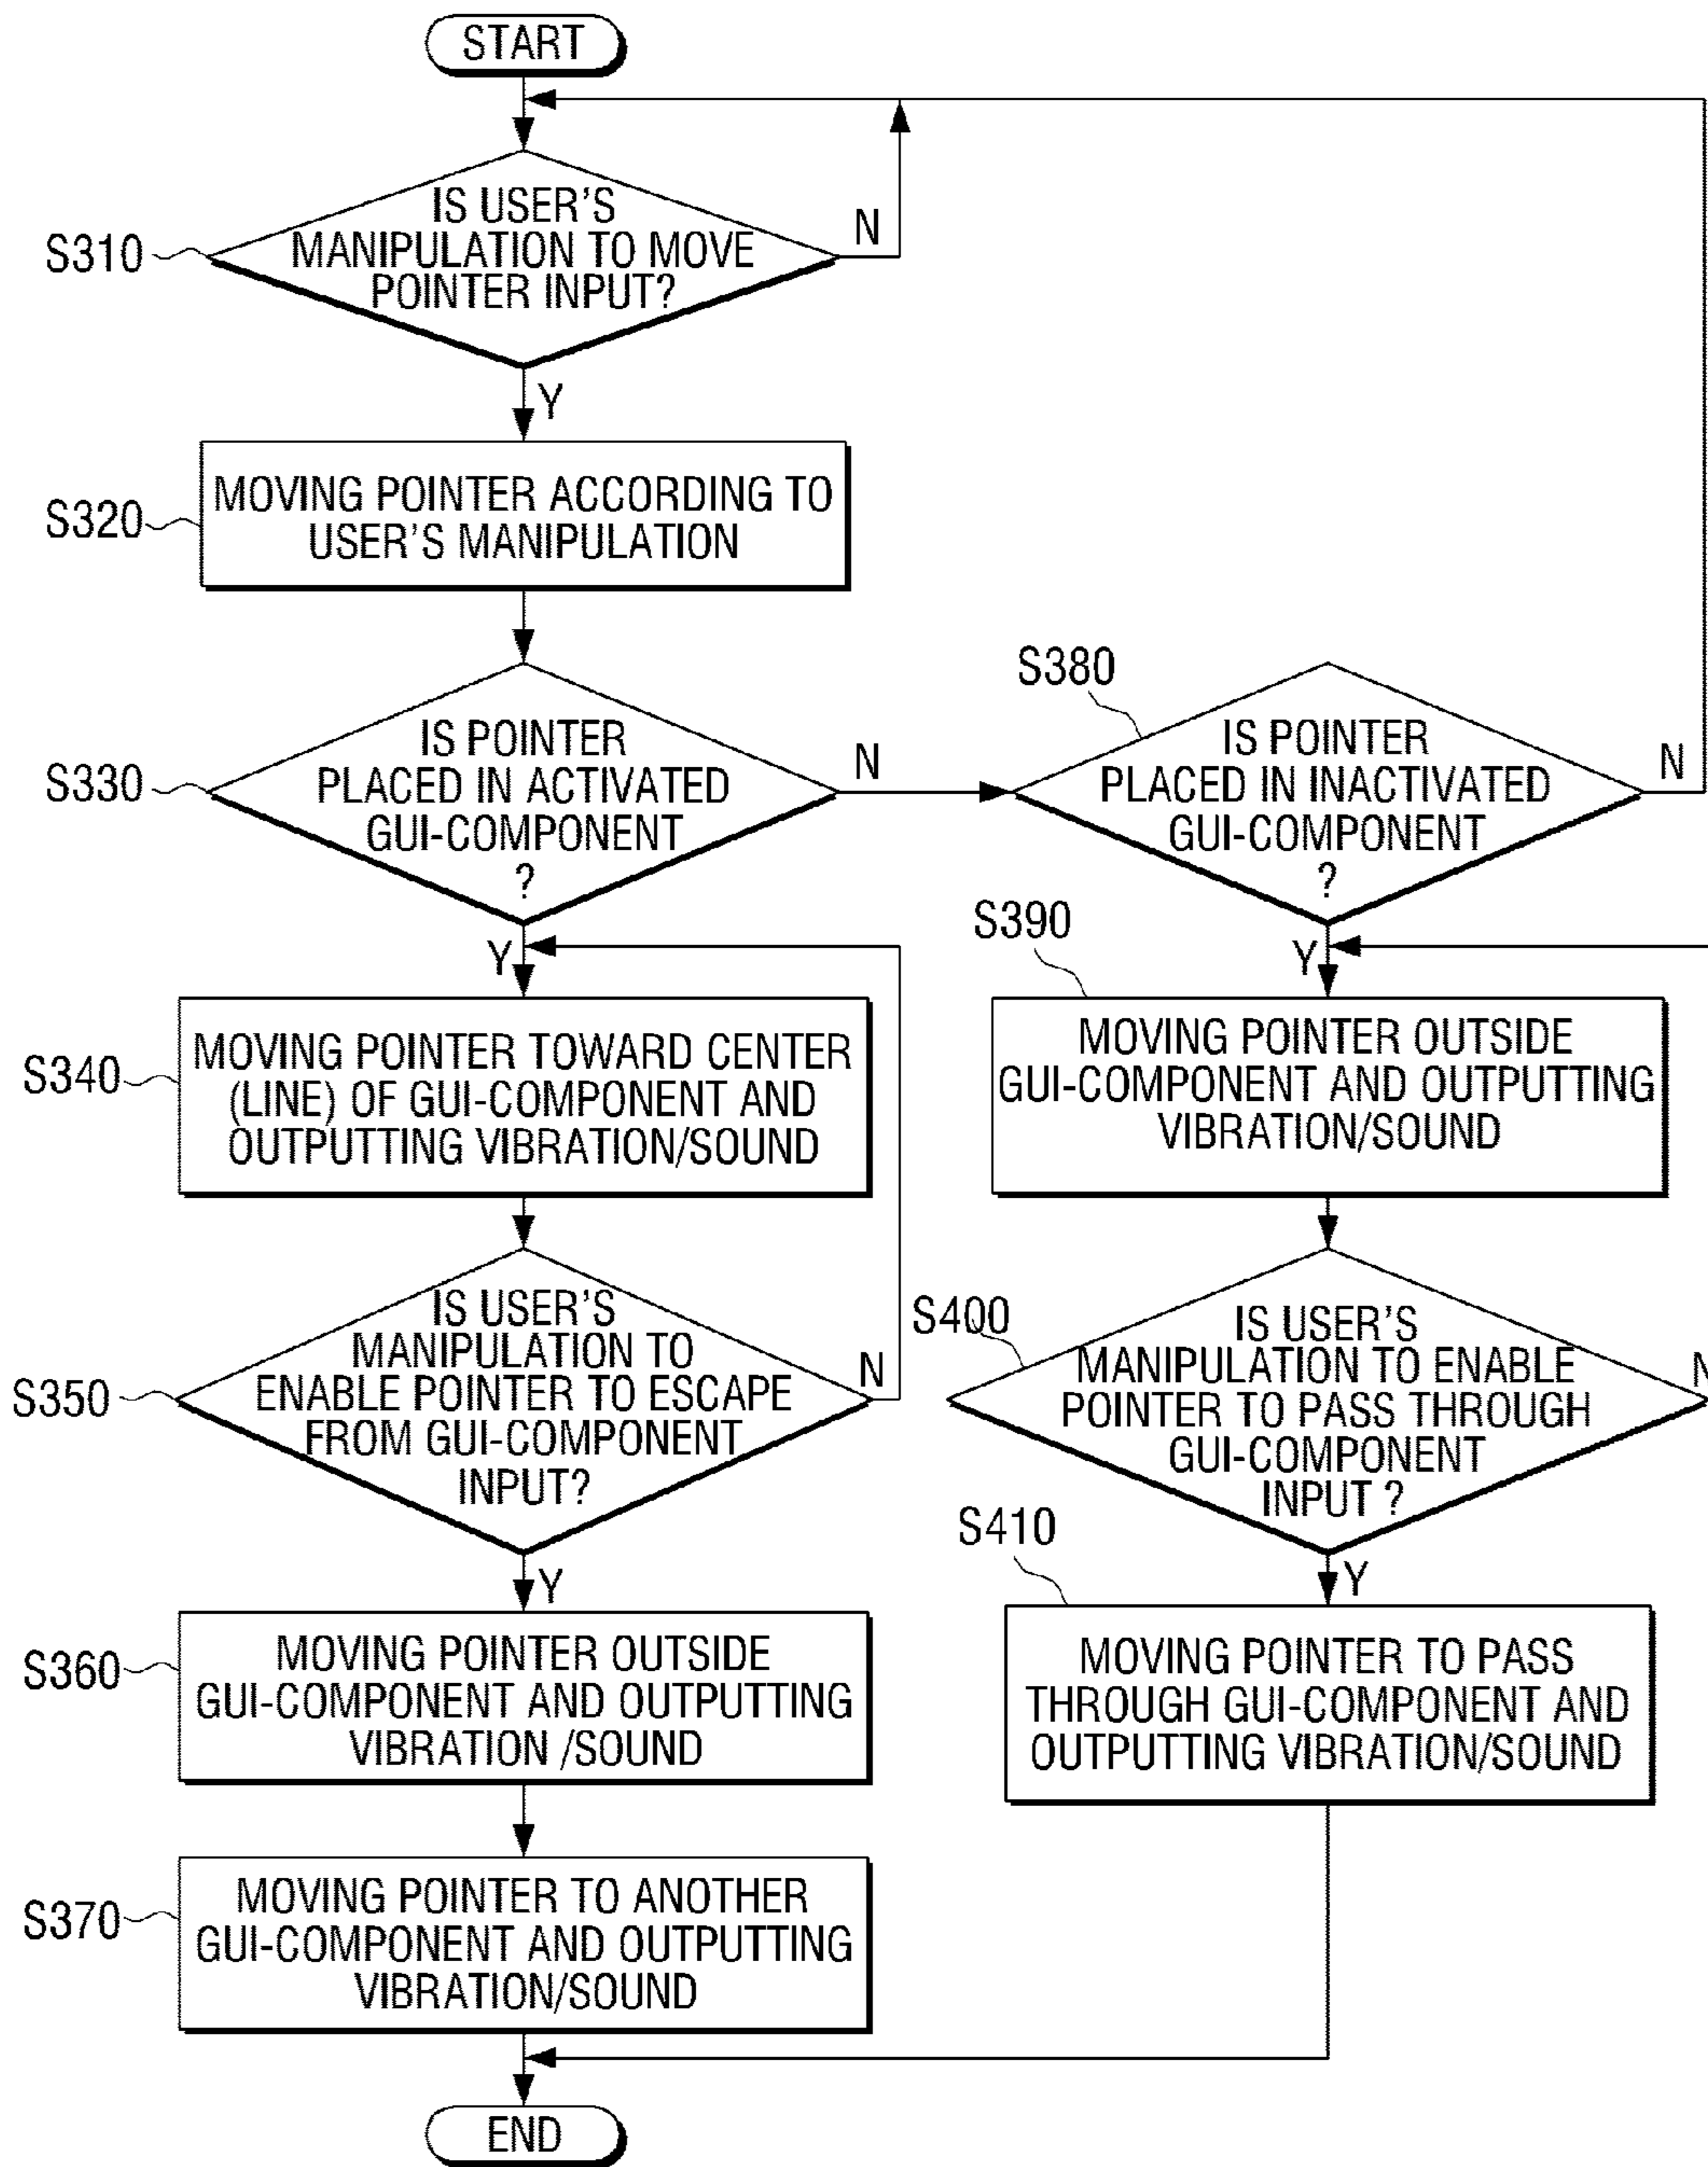 START
S310
IS USER'S
MANIPULATION TO MOVE
POINTER INPUT?
N
Y
S320
MOVING POINTER ACCORDING TO
USER'S MANIPULATION
S330
IS POINTER
PLACED IN ACTIVATED
GUI-COMPONENT
?
N
Y
S380
IS POINTER
PLACED IN INACTIVATED
GUI-COMPONENT
?
N
Y
S340
MOVING POINTER TOWARD CENTER
(LINE) OF GUI-COMPONENT AND
OUTPUTTING VIBRATION/SOUND
S390
MOVING POINTER OUTSIDE
GUI-COMPONENT AND OUTPUTTING
VIBRATION/SOUND
S350
IS USER'S
MANIPULATION TO
ENABLE POINTER TO ESCAPE
FROM GUI-COMPONENT
INPUT?
N
Y
S400
IS USER'S
MANIPULATION TO ENABLE
POINTER TO PASS THROUGH
GUI-COMPONENT
INPUT ?
N
Y
S360
MOVING POINTER OUTSIDE
GUI-COMPONENT AND OUTPUTTING
VIBRATION /SOUND
S410
MOVING POINTER TO PASS
THROUGH GUI-COMPONENT AND
OUTPUTTING VIBRATION/SOUND
S370
MOVING POINTER TO ANOTHER
GUI-COMPONENT AND OUTPUTTING
VIBRATION/SOUND
END